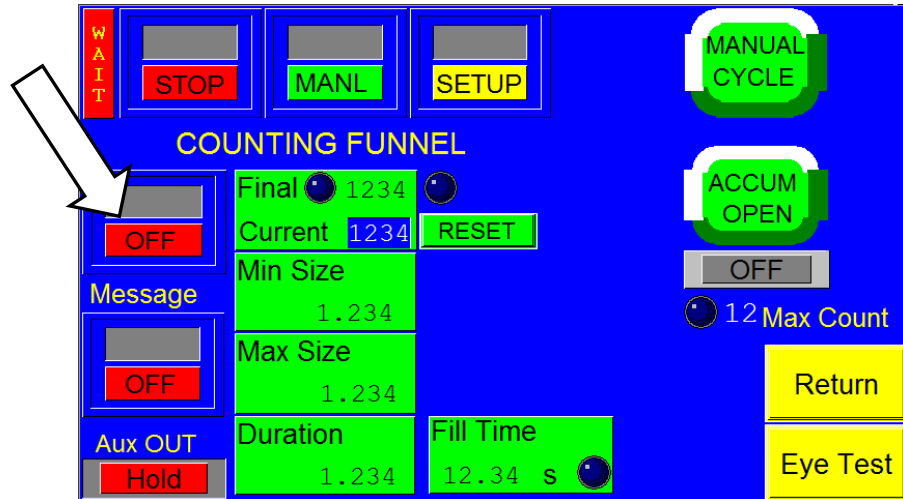 WAIT
STOP
MANL
SETUP
MANUAL
CYCLE
COUNTING FUNNEL
OFF
Final 1234
Current 1234
RESET
ACCUM
OPEN
OFF
Message
Min Size
1.234
12 Max Count
OFF
Max Size
1.234
Return
Aux OUT
Hold
Duration
1.234
Fill Time
12.34 s
Eye Test